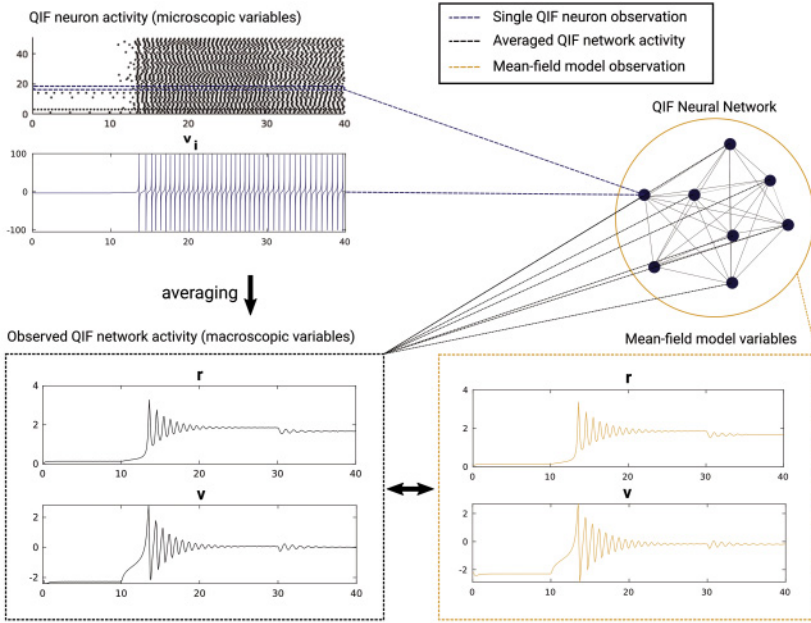 QIF neuron activity (microscopic variables)
Single QIF neuron observation
Averaged QIF network activity
Mean-field model observation
50
40
20
0
0 10 20 30 40
v_i
100
0
-100
0 10 20 30 40
QIF Neural Network
averaging
Observed QIF network activity (macroscopic variables)
Mean-field model variables
r
4
2
0
0 10 20 30 40
v
2
0
-2
0 10 20 30 40
r
4
2
0
0 10 20 30 40
v
2
0
-2
0 10 20 30 40